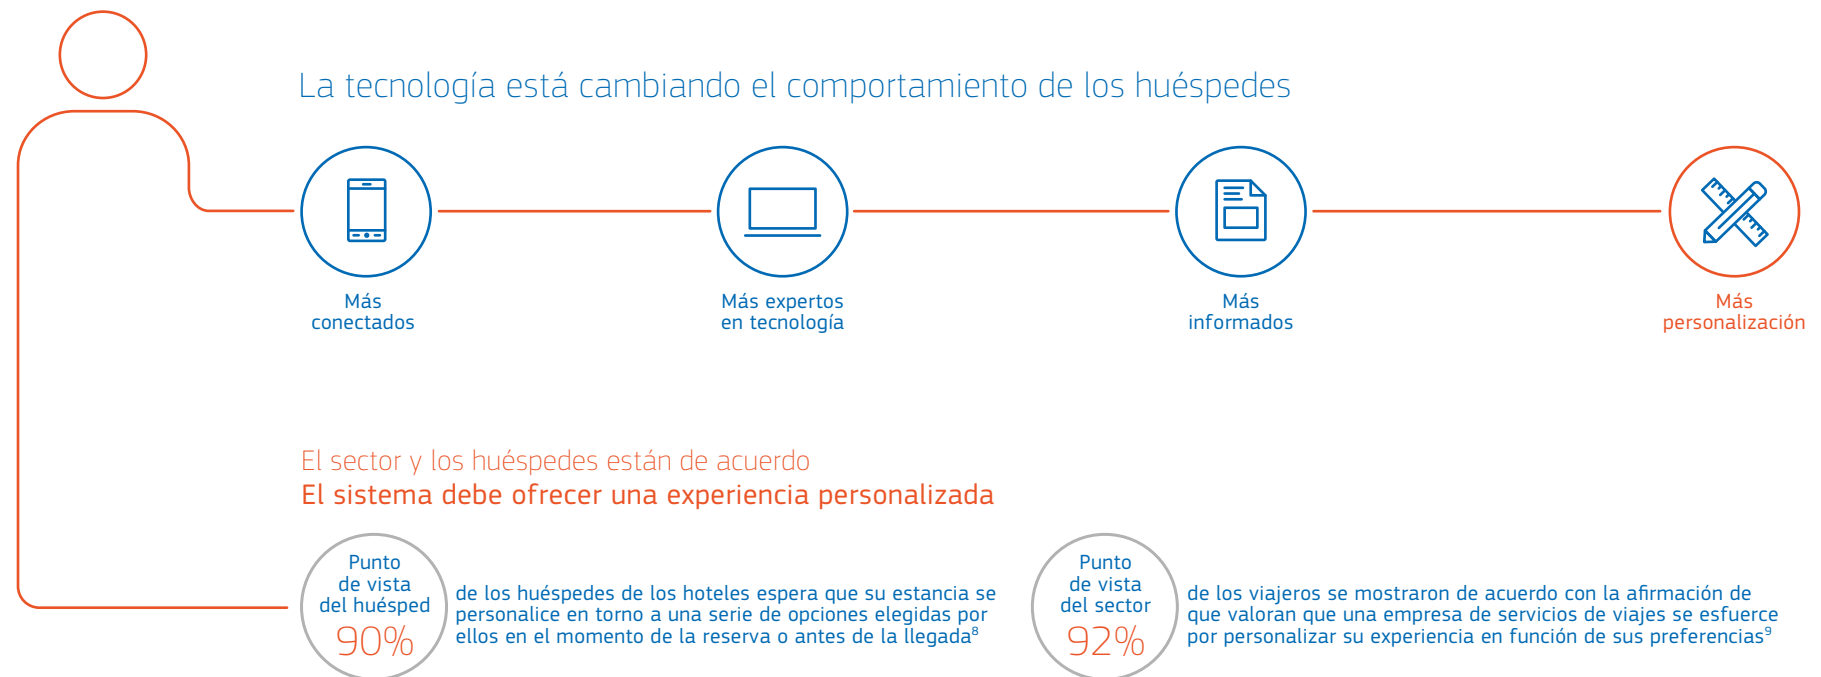 La tecnología está cambiando el comportamiento de los huéspedes
Más
conectados
Más expertos
en tecnología
Más
informados
Más
personalización
El sector y los huéspedes están de acuerdo
El sistema debe ofrecer una experiencia personalizada
Punto
de vista
del huésped
90%
de los huéspedes de los hoteles espera que su estancia se
personalice en torno a una serie de opciones elegidas por
ellos en el momento de la reserva o antes de la llegada⁸
Punto
de vista
del sector
92%
de los viajeros se mostraron de acuerdo con la afirmación de
que valoran que una empresa de servicios de viajes se esfuerce
por personalizar su experiencia en función de sus preferencias⁹